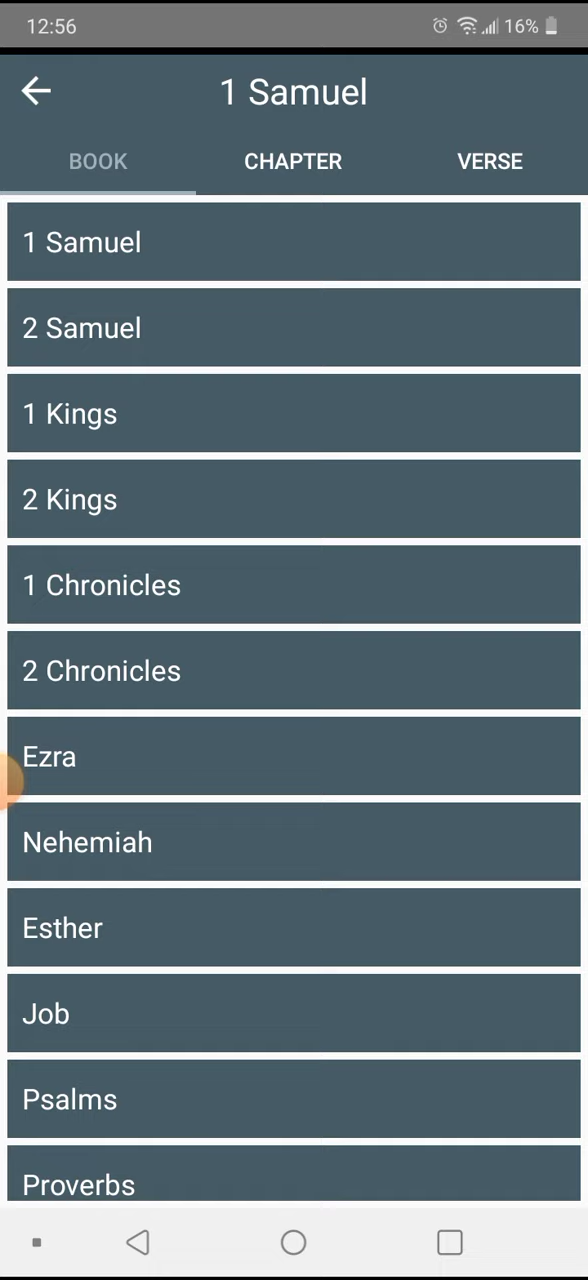 12:56
16%
1 Samuel
BOOK
CHAPTER
VERSE
1 Samuel
2 Samuel
1 Kings
2 Kings
1 Chronicles
2 Chronicles
Ezra
Nehemiah
Esther
Job
Psalms
Proverbs